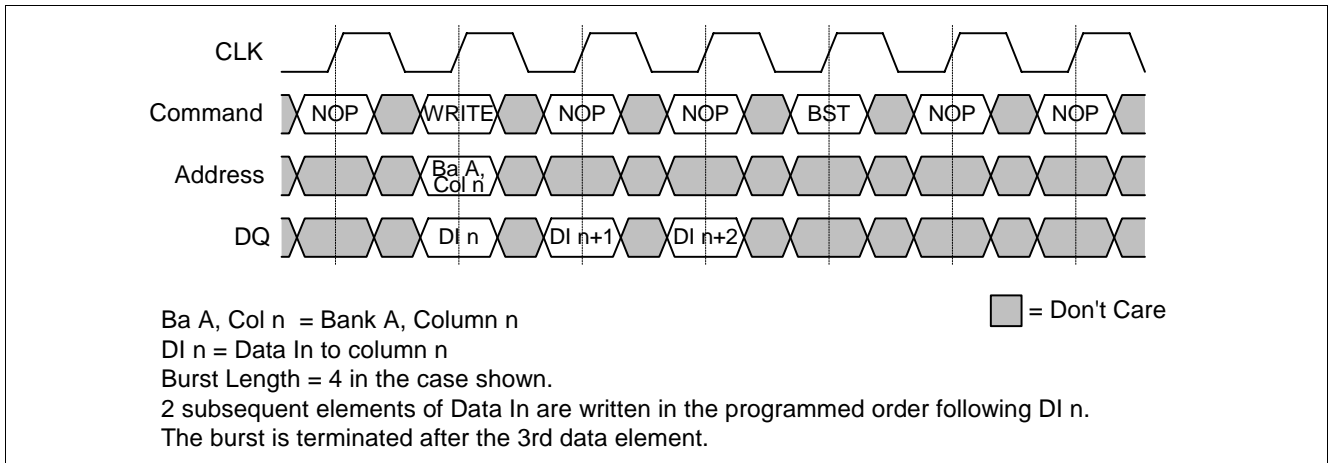 CLK
Command NOP WRITE NOP NOP BST NOP NOP
Address Ba A,
Col n
DQ DI n DI n+1 DI n+2
Ba A, Col n = Bank A, Column n
= Don't Care
DI n = Data In to column n
Burst Length = 4 in the case shown.
2 subsequent elements of Data In are written in the programmed order following DI n.
The burst is terminated after the 3rd data element.